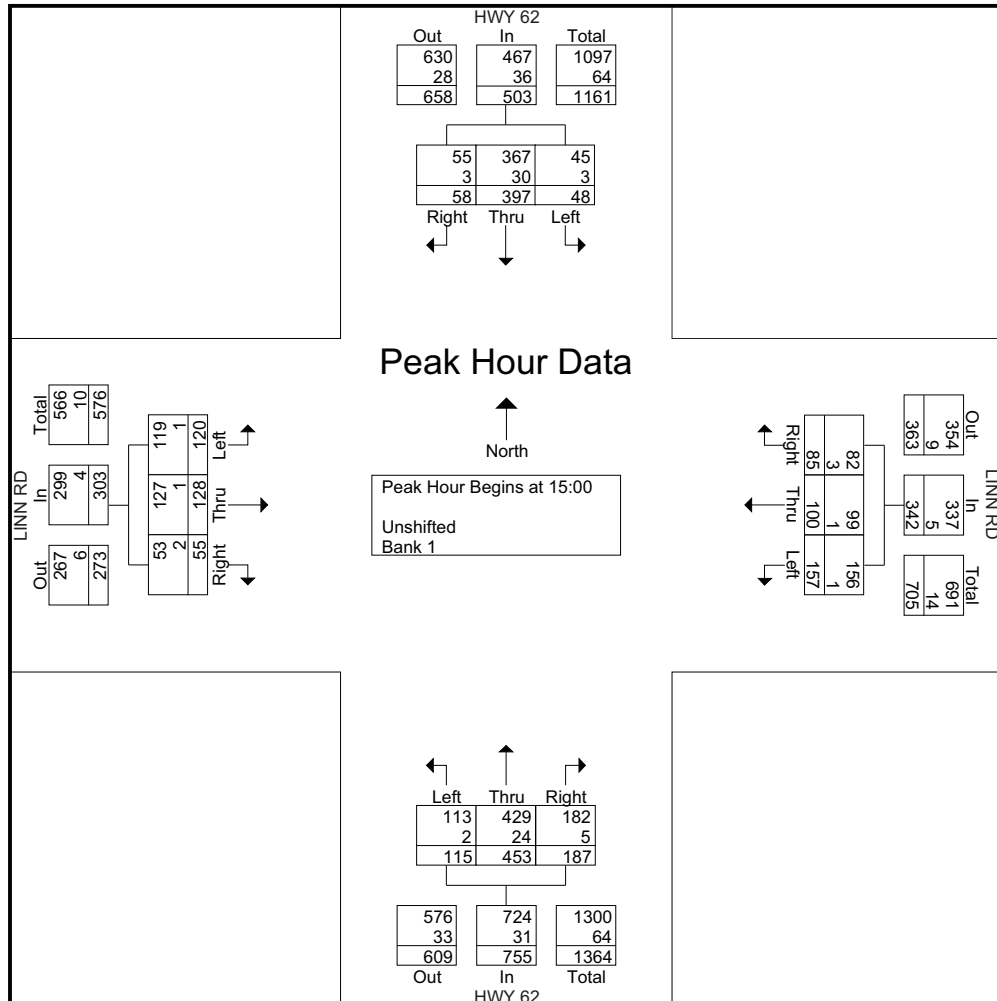 HWY 62
Out In Total
630 467 1097
28 36 64
658 503 1161
55 367 45
3 30 3
58 397 48
Right Thru Left
Peak Hour Data
North
Peak Hour Begins at 15:00
Unshifted
Bank 1
LINN RD
Total In Out
566 299 267
10 4 6
576 303 273
119 127 53
1 1 2
120 128 55
Left Thru Right
LINN RD
Out In Total
354 337 691
9 5 14
363 342 705
82 99 156
3 1 1
85 100 157
Right Thru Left
Left Thru Right
113 429 182
2 24 5
115 453 187
576 724 1300
33 31 64
609 755 1364
Out In Total
HWY 62